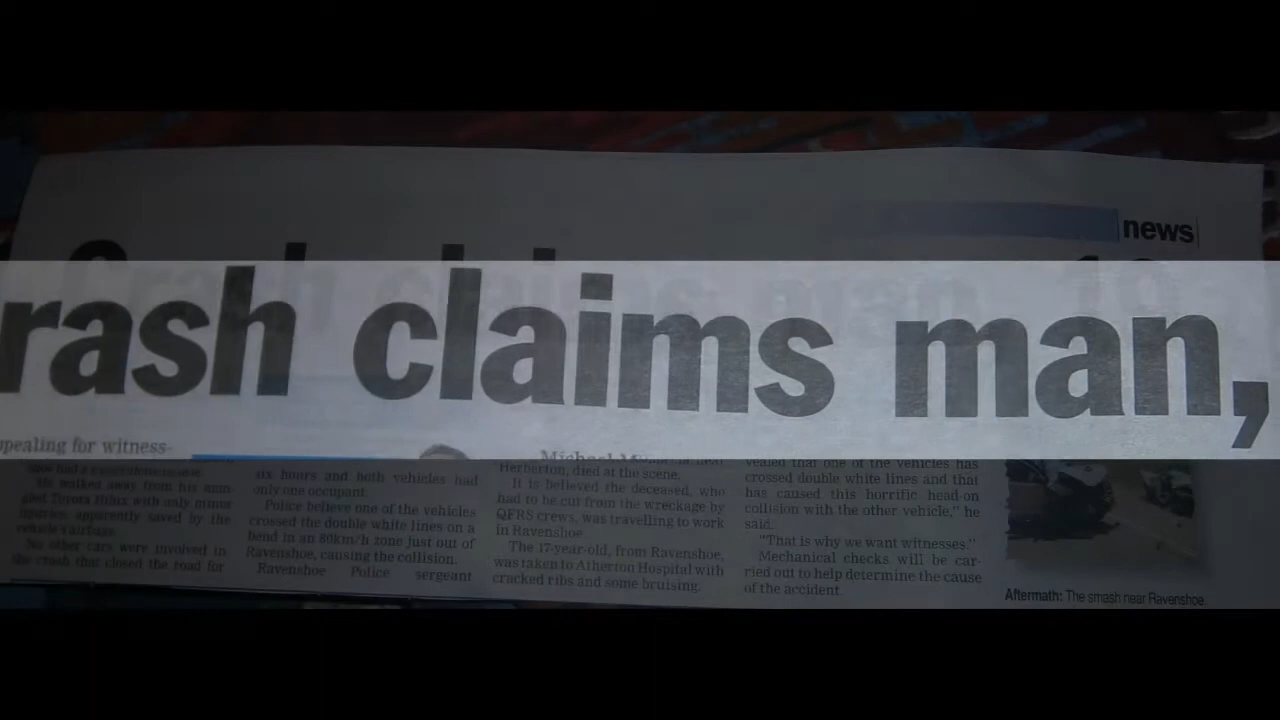 news
rash claims man,
ppealing for witness-
He walked away from his
Toyota Hilux with only minor
injuries, apparently saved by the
vehicle's airbag.
No other cars were involved in
the crash that closed the road for
six hours and both vehicles had
only one occupant.
Police believe one of the vehicles
crossed the double white lines on a
bend in an 80km/h zone just out of
Ravenshoe, causing the collision.
Ravenshoe Police sergeant
Michael
Herberton, died at the scene.
It is believed the deceased, who
had to be cut from the wreckage by
QFRS crews, was travelling to work
in Ravenshoe.
The 17-year-old, from Ravenshoe,
was taken to Atherton Hospital with
cracked ribs and some bruising.
vealed that one of the vehicles has
crossed double white lines and that
has caused this horrific head-on
collision with the other vehicle," he
said.
"That is why we want witnesses."
Mechanical checks will be car-
ried out to help determine the cause
of the accident.
Aftermath: The smash near Ravenshoe.